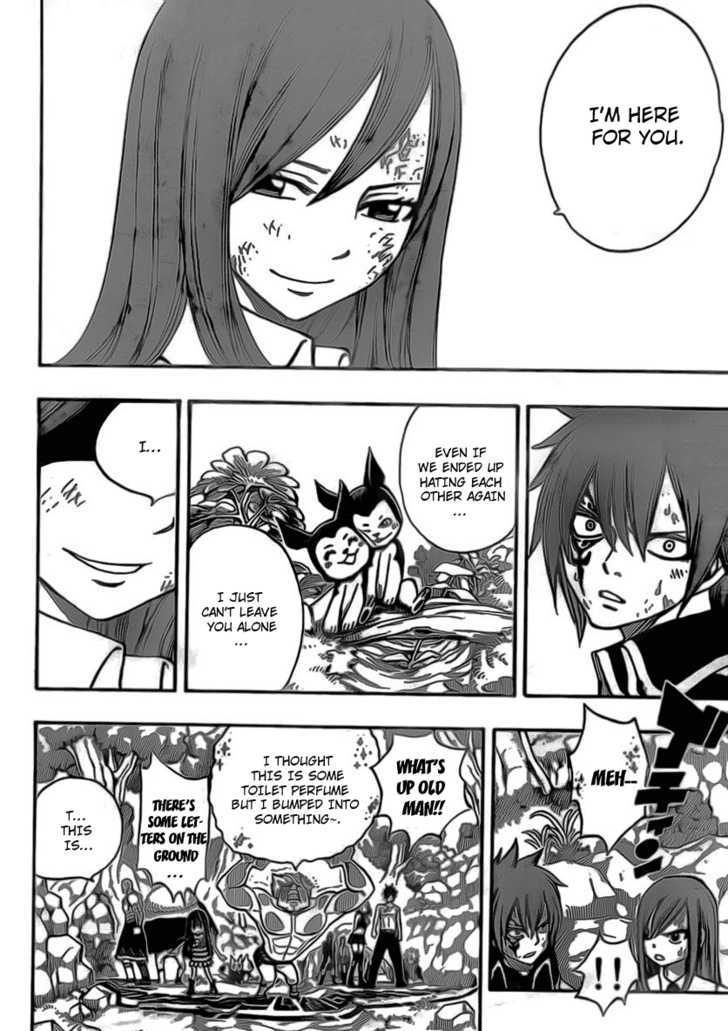 I'M HERE
FOR YOU.
EVEN IF
WE ENDED UP
HATING EACH
OTHER AGAIN
...
I JUST
CAN'T LEAVE
YOU ALONE
...
I...
MEH—
!!
WHAT'S
UP OLD
MAN!!
I THOUGHT
THIS IS SOME
TOILET PERFUME
BUT I BUMPED INTO
SOMETHING~.
THERE'S
SOME LET-
TERS ON THE
GROUND
...
T...
THIS
IS...